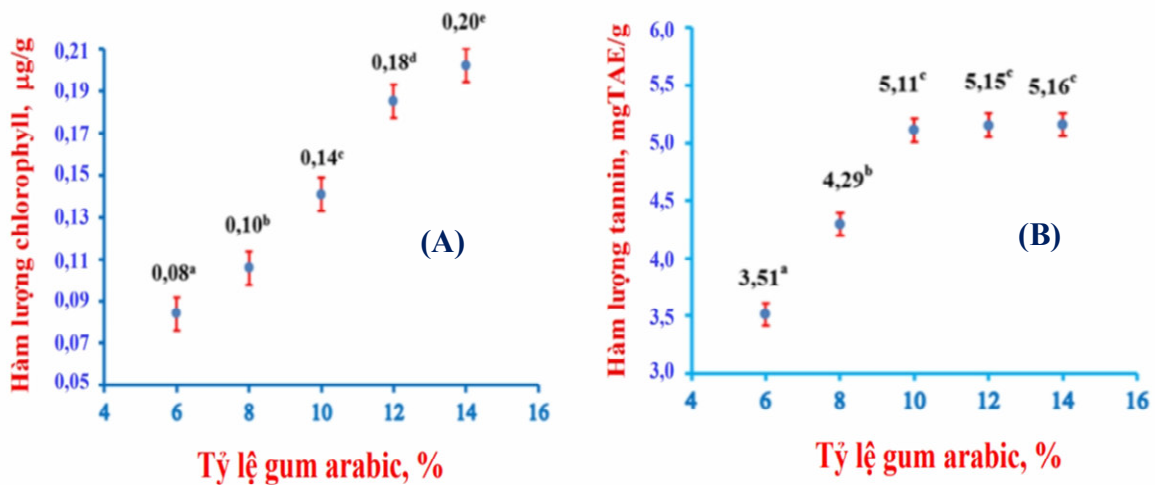 Hàm lượng chlorophyll, µg/g
0,21
0,19
0,17
0,15
0,13
0,11
0,09
0,07
0,05
0,08ᵃ
0,10ᵇ
0,14ᶜ
0,18ᵈ
0,20ᵉ
(A)
4 6 8 10 12 14 16
Tỷ lệ gum arabic, %
Hàm lượng tannin, mgTAE/g
6,0
5,5
5,0
4,5
4,0
3,5
3,0
3,51ᵃ
4,29ᵇ
5,11ᶜ
5,15ᶜ
5,16ᶜ
(B)
4 6 8 10 12 14 16
Tỷ lệ gum arabic, %